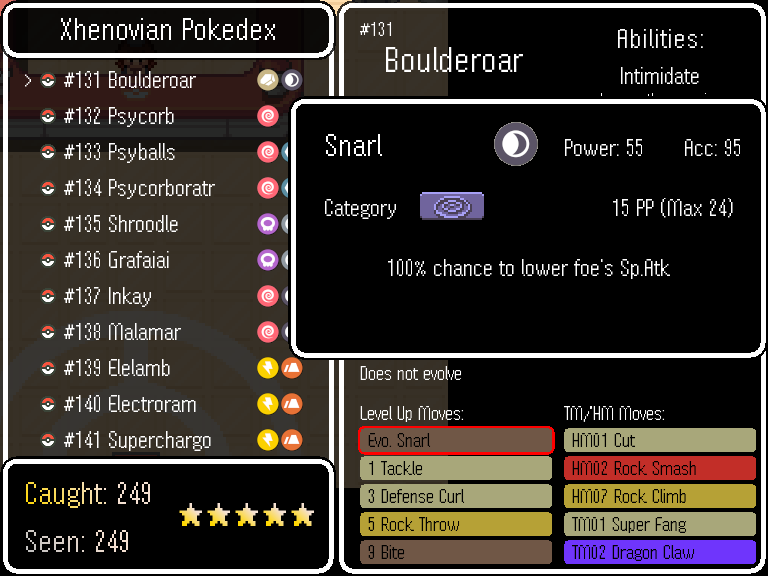 Xhenovian Pokedex
> #131 Boulderoar
#132 Psycorb
#133 Psyballs
#134 Psycorboratr
#135 Shroodle
#136 Grafaiai
#137 Inkay
#138 Malamar
#139 Elelamb
#140 Electroram
#141 Superchargo
Caught: 249
Seen: 249
#131
Boulderoar
Abilities:
Intimidate
Snarl Power: 55 Acc: 95
Category 15 PP (Max 24)
100% chance to lower foe's Sp.Atk
Does not evolve
Level Up Moves:
Evo. Snarl
1 Tackle
3 Defense Curl
5 Rock Throw
9 Bite
TM/HM Moves:
HM01 Cut
HM02 Rock Smash
HM07 Rock Climb
TM01 Super Fang
TM02 Dragon Claw